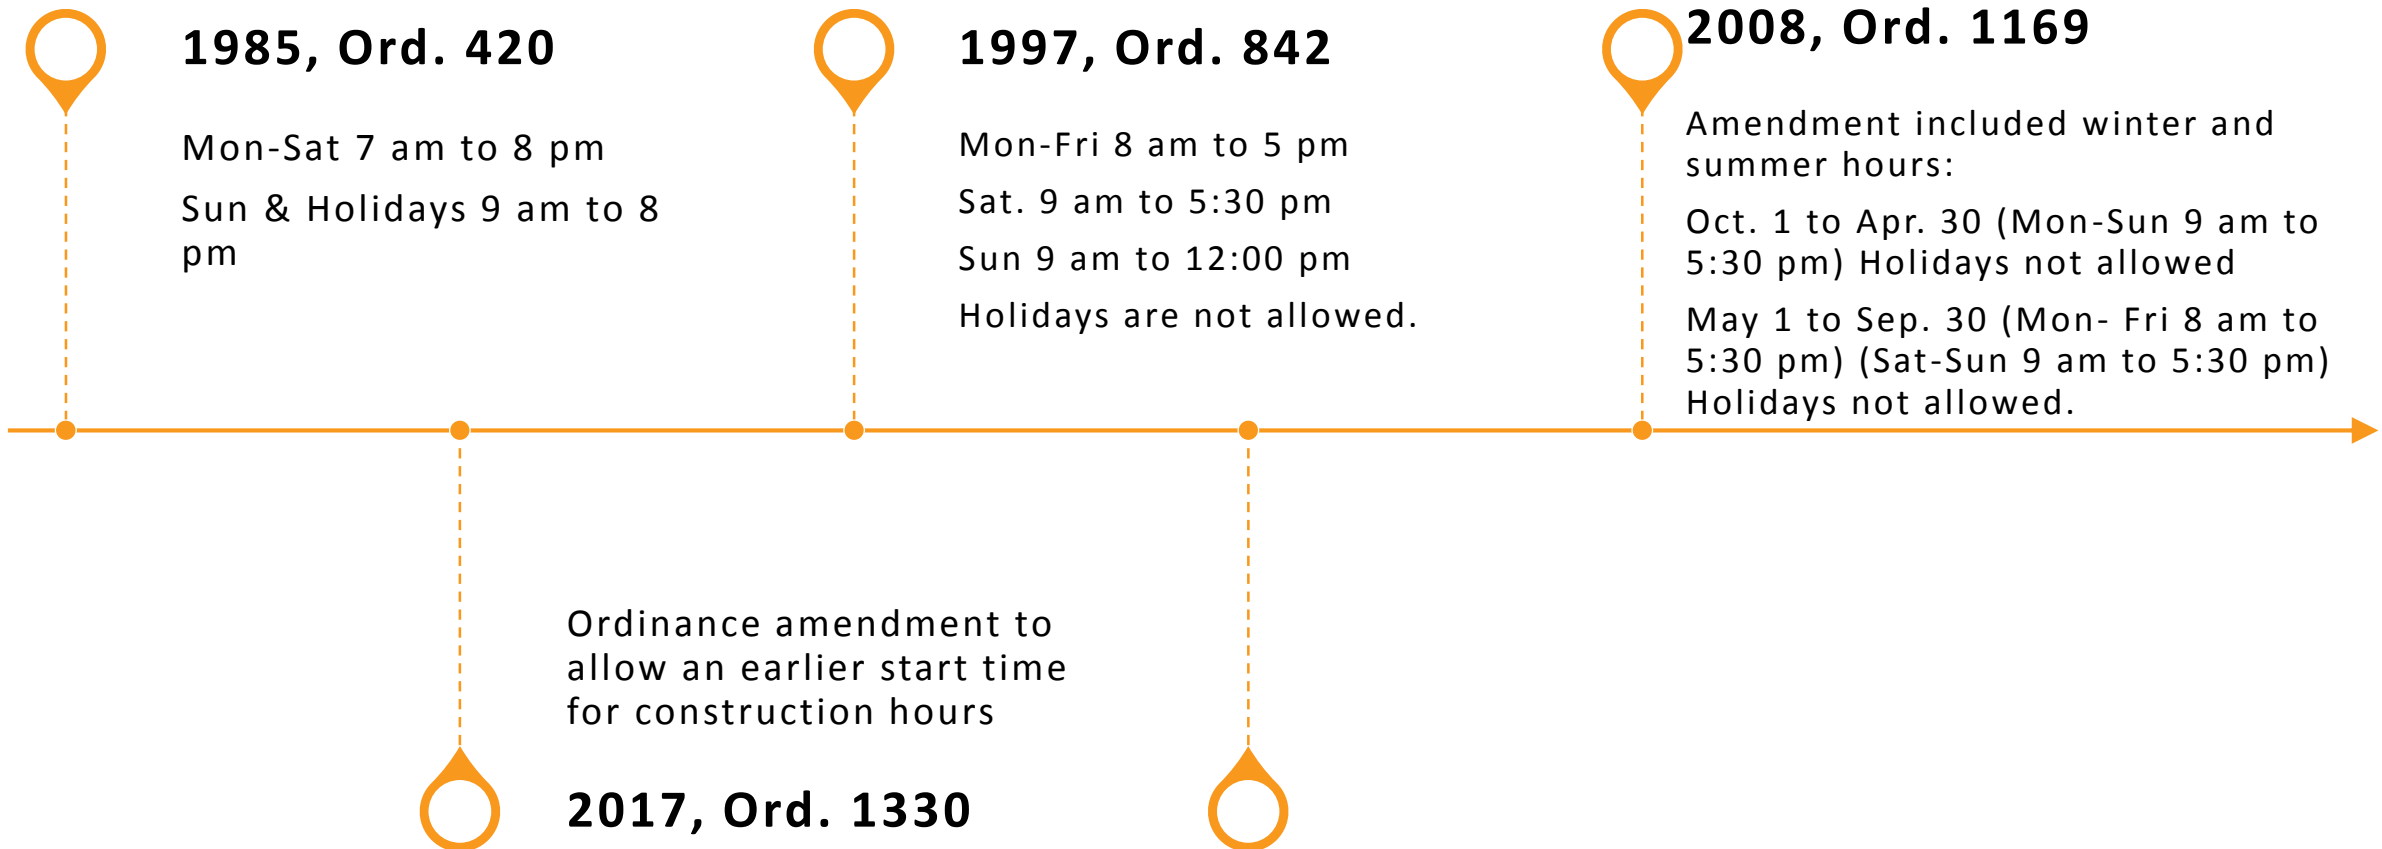 1985, Ord. 420
Mon-Sat 7 am to 8 pm
Sun & Holidays 9 am to 8
pm
1997, Ord. 842
Mon-Fri 8 am to 5 pm
Sat. 9 am to 5:30 pm
Sun 9 am to 12:00 pm
Holidays are not allowed.
2008, Ord. 1169
Amendment included winter and
summer hours:
Oct. 1 to Apr. 30 (Mon-Sun 9 am to
5:30 pm) Holidays not allowed
May 1 to Sep. 30 (Mon- Fri 8 am to
5:30 pm) (Sat-Sun 9 am to 5:30 pm)
Holidays not allowed.
Ordinance amendment to
allow an earlier start time
for construction hours
2017, Ord. 1330